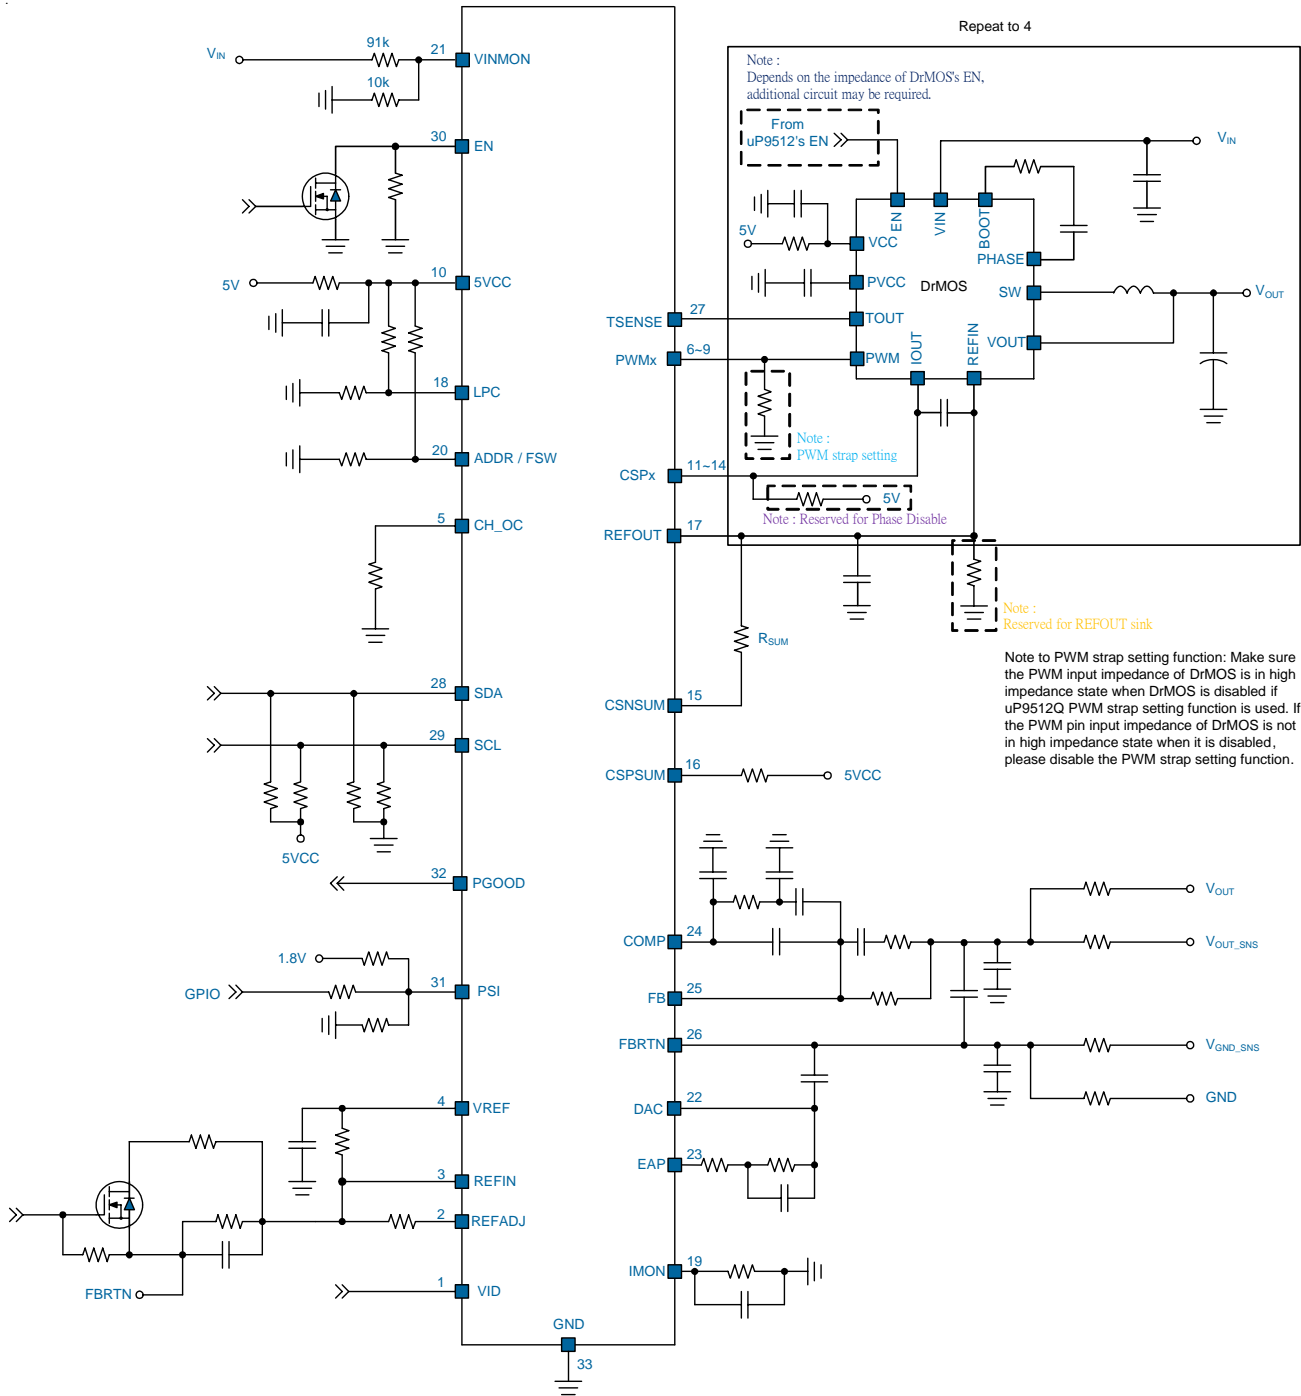 Repeat to 4
Note :
Depends on the impedance of DrMOS's EN,
additional circuit may be required.
From
uP9512's EN
VIN
EN
VIN
BOOT
5V
VCC
PVCC
TOUT
PWM
DrMOS
PHASE
SW
VOUT
IOUT
REFIN
VOUT
Note :
PWM strap setting
5V
Note : Reserved for Phase Disable
Note :
Reserved for REFOUT sink
Note to PWM strap setting function: Make sure
the PWM input impedance of DrMOS is in high
impedance state when DrMOS is disabled if
uP9512Q PWM strap setting function is used. If
the PWM pin input impedance of DrMOS is not
in high impedance state when it is disabled,
please disable the PWM strap setting function.
VIN
91k
10k
21
VINMON
30
EN
5V
10
5VCC
18
LPC
20
ADDR / FSW
5
CH_OC
28
SDA
29
SCL
5VCC
32
PGOOD
1.8V
GPIO
31
PSI
4
VREF
3
REFIN
2
REFADJ
FBRTN
1
VID
GND
33
TSENSE
27
PWMx
6~9
CSPx
11~14
REFOUT
17
RSUM
CSNSUM
15
CSPSUM
16
5VCC
COMP
24
FB
25
FBRTN
26
DAC
22
EAP
23
IMON
19
VOUT
VOUT_SNS
VGND_SNS
GND